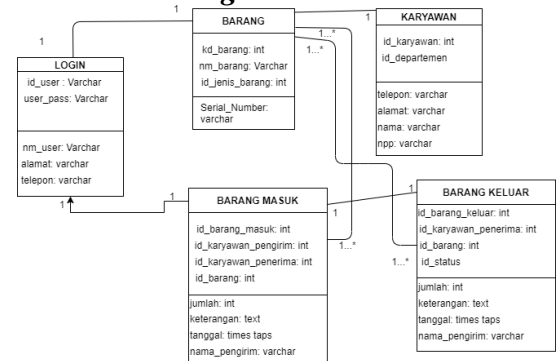 1
BARANG
kd_barang: int
nm_barang: Varchar
id_jenis_barang: int
Serial_Number:
varchar
1
KARYAWAN
id_karyawan: int
id_departemen
telepon: varchar
alamat: varchar
nama: varchar
npp: varchar
1...*
1...*
1
LOGIN
id_user : Varchar
user_pass: Varchar
nm_user: Varchar
alamat: varchar
telepon: varchar
1
1
BARANG MASUK
id_barang_masuk: int
id_karyawan_pengirim: int
id_karyawan_penerima: int
id_barang: int
jumlah: int
keterangan: text
tanggal: times taps
nama_pengirim: varchar
1
1...*
1
BARANG KELUAR
id_barang_keluar: int
id_karyawan_penerima: int
id_barang: int
id_status
1...*
jumlah: int
keterangan: text
tanggal: times taps
nama_pengirim: varchar